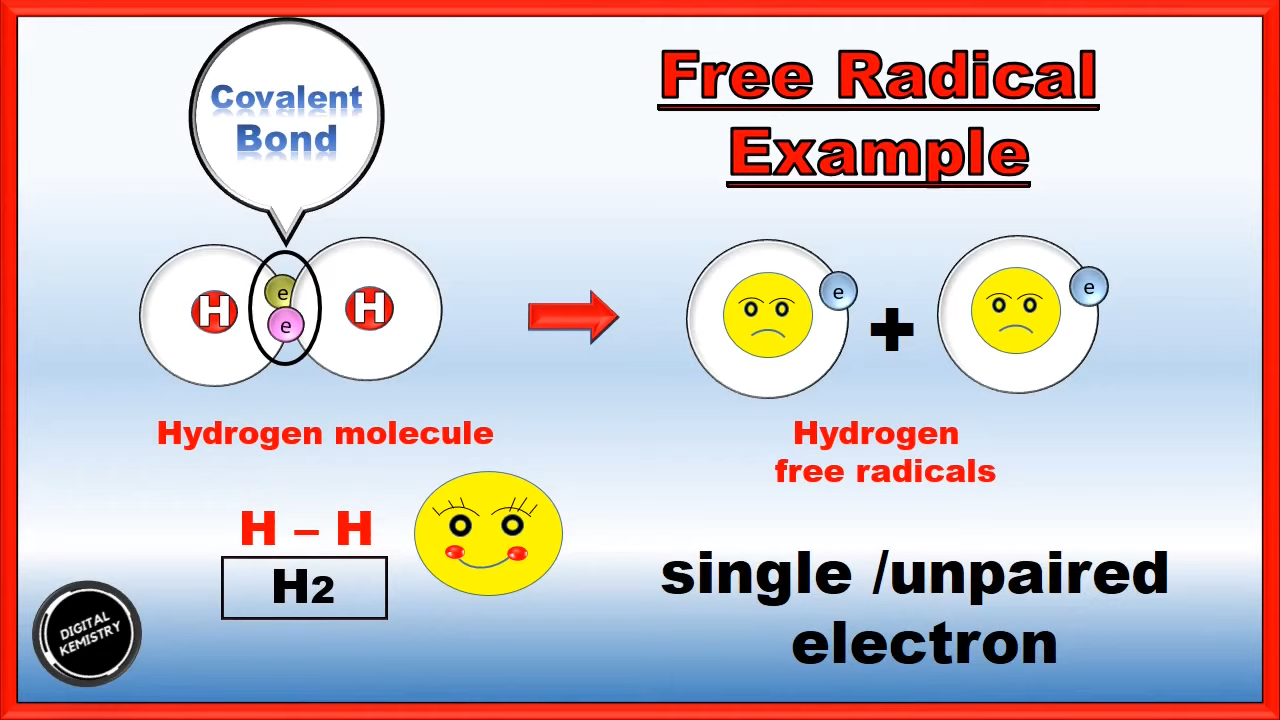 Covalent
Bond
Free Radical
Example
H
e
e
H
e
+
e
Hydrogen molecule
Hydrogen
free radicals
H – H
H2
single /unpaired
electron
DIGITAL
KEMISTRY